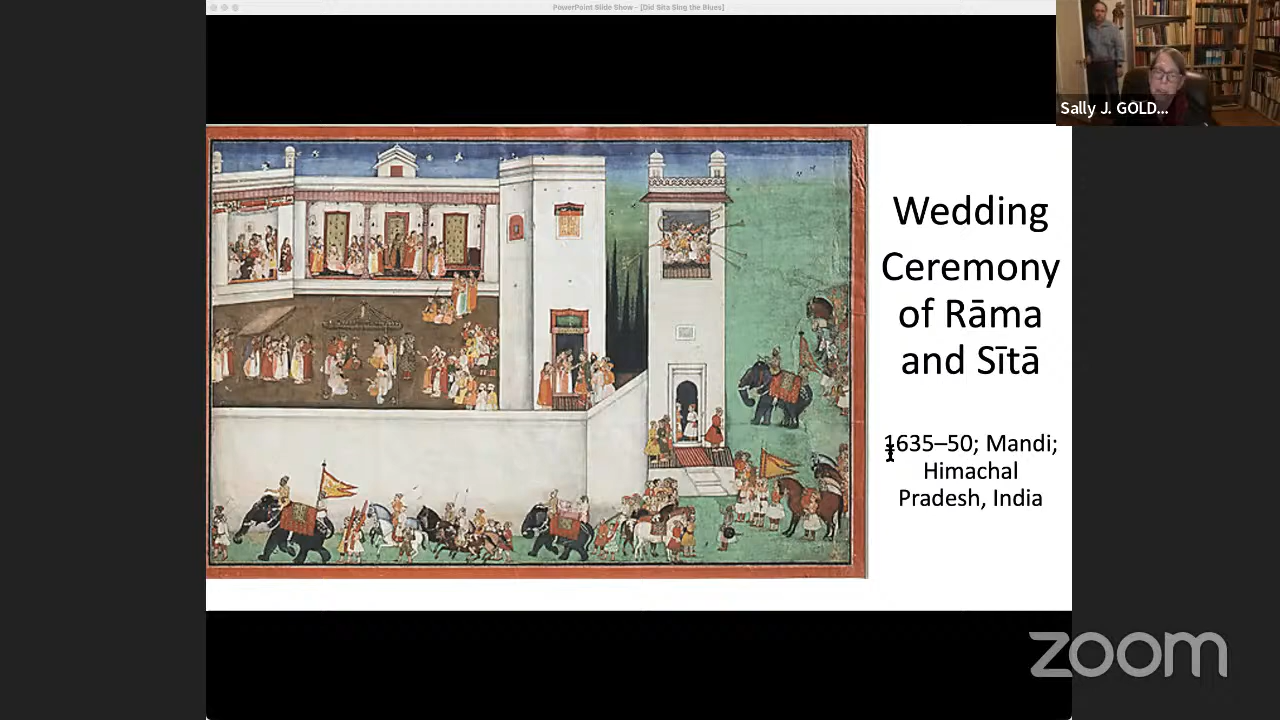 PowerPoint Slide Show - [Did Sita Sing the Blues]
Sally J. GOLD...
Wedding
Ceremony
of Rāma
and Sītā
1635–50; Mandi;
Himachal
Pradesh, India
zoom